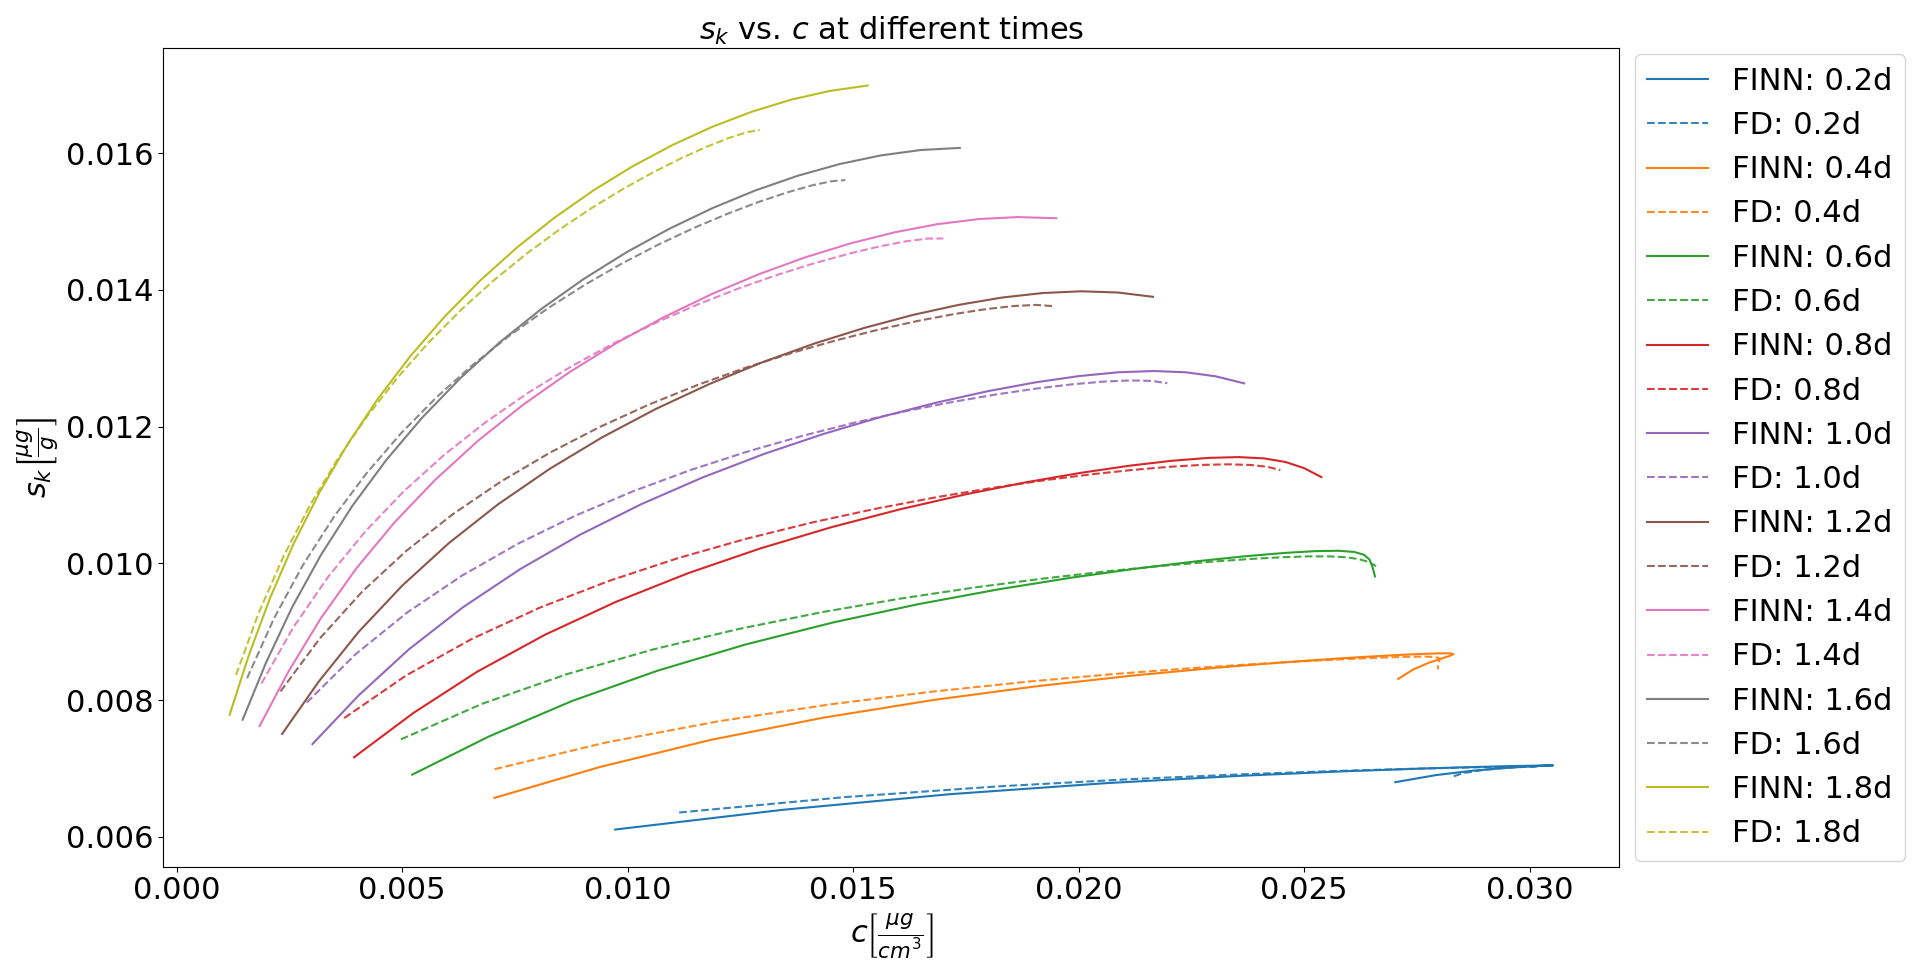 s_k vs. c at different times
s_k [μg/g]
0.016
0.014
0.012
0.010
0.008
0.006
0.000 0.005 0.010 0.015 0.020 0.025 0.030
c [μg/cm³]
FINN: 0.2d
FD: 0.2d
FINN: 0.4d
FD: 0.4d
FINN: 0.6d
FD: 0.6d
FINN: 0.8d
FD: 0.8d
FINN: 1.0d
FD: 1.0d
FINN: 1.2d
FD: 1.2d
FINN: 1.4d
FD: 1.4d
FINN: 1.6d
FD: 1.6d
FINN: 1.8d
FD: 1.8d